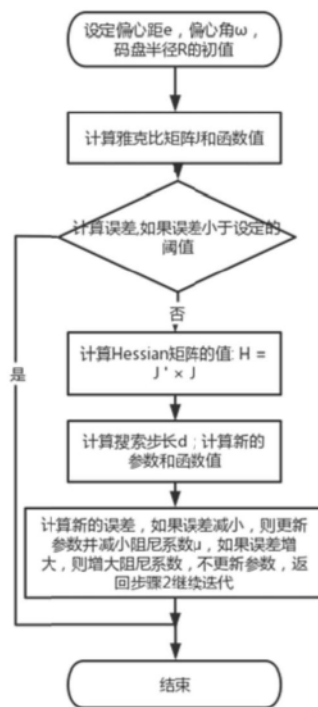 设定偏心距e，偏心角ω，
码盘半径R的初值
计算雅克比矩阵J和函数值
计算误差,如果误差小于设定的
阈值
否
是
计算Hessian矩阵的值: H =
J ' × J
计算搜索步长d；计算新的
参数和函数值
计算新的误差，如果误差减小，则更新
参数并减小阻尼系数μ，如果误差增
大，则增大阻尼系数，不更新参数，返
回步骤2继续迭代
结束